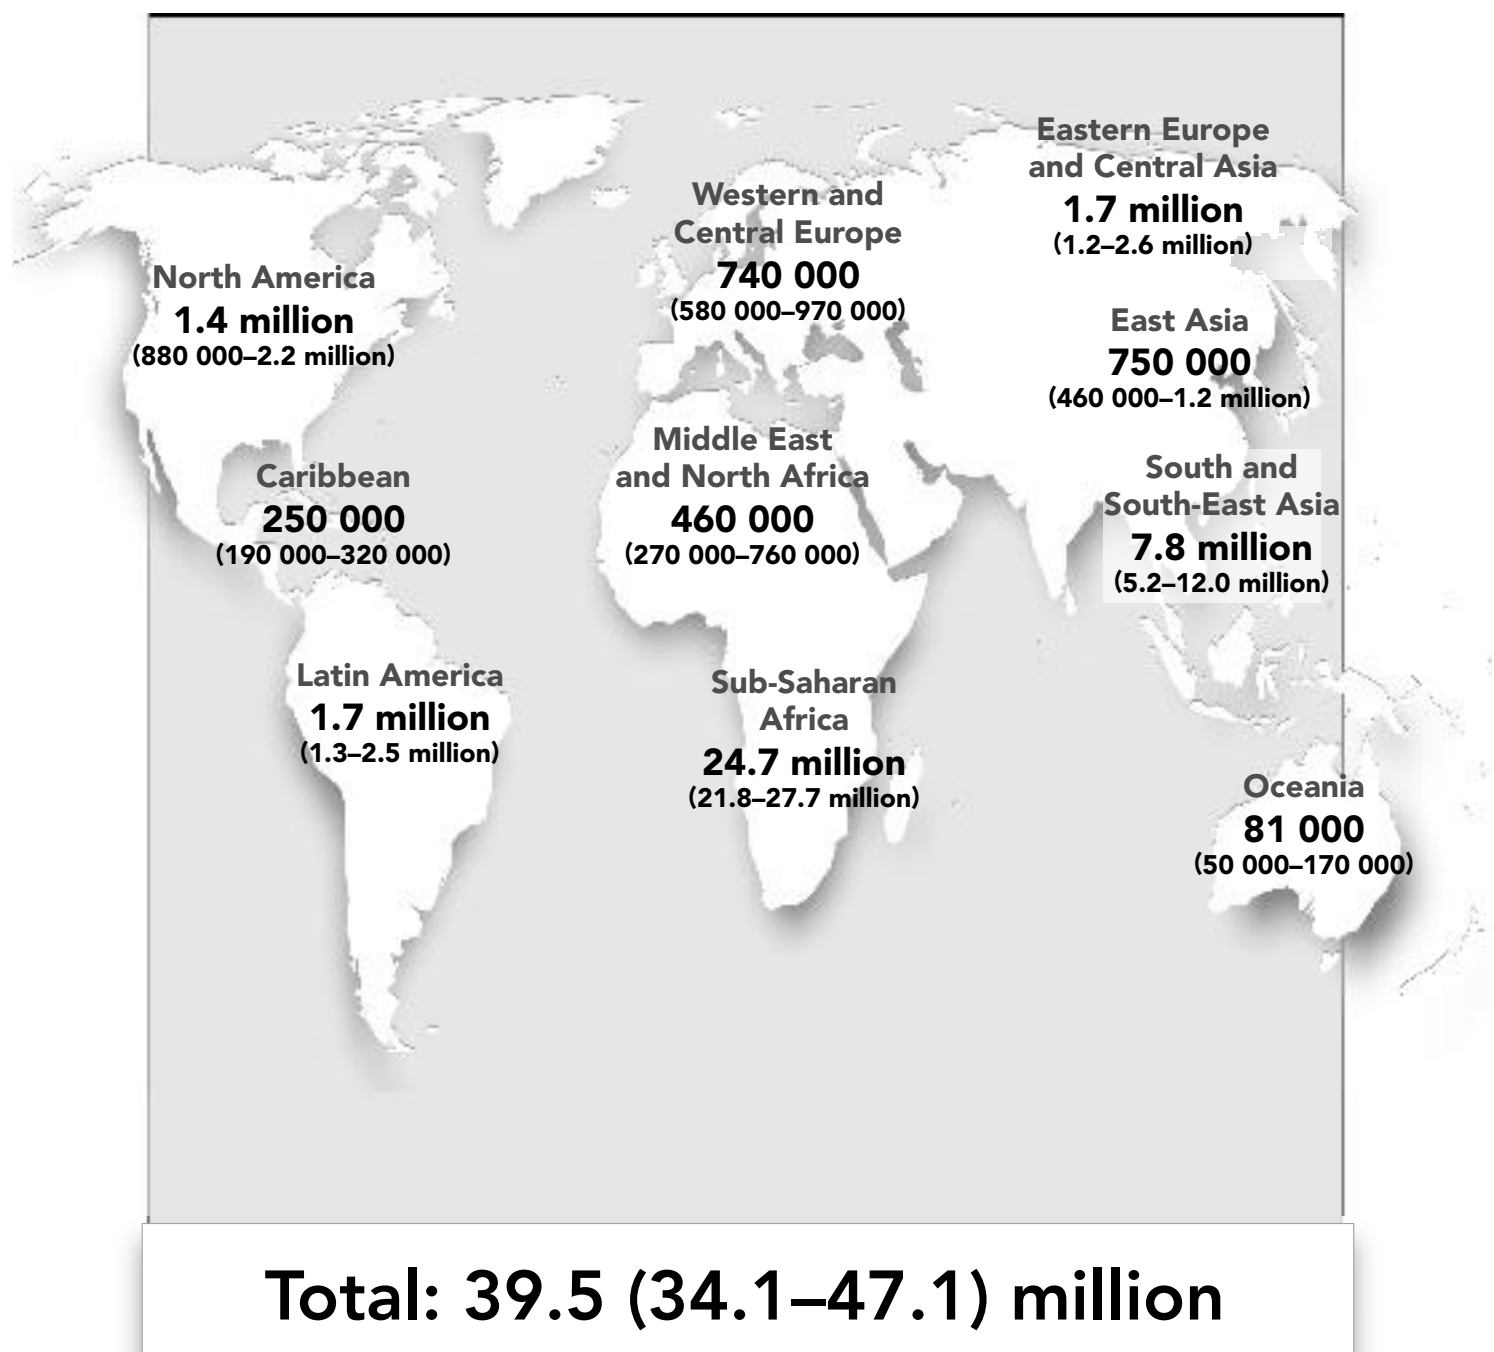 Eastern Europe
and Central Asia
1.7 million
(1.2–2.6 million)
Western and
Central Europe
740 000
(580 000–970 000)
North America
1.4 million
(880 000–2.2 million)
East Asia
750 000
(460 000–1.2 million)
Middle East
and North Africa
460 000
(270 000–760 000)
Caribbean
250 000
(190 000–320 000)
South and
South-East Asia
7.8 million
(5.2–12.0 million)
Latin America
1.7 million
(1.3–2.5 million)
Sub-Saharan
Africa
24.7 million
(21.8–27.7 million)
Oceania
81 000
(50 000–170 000)
Total: 39.5 (34.1–47.1) million